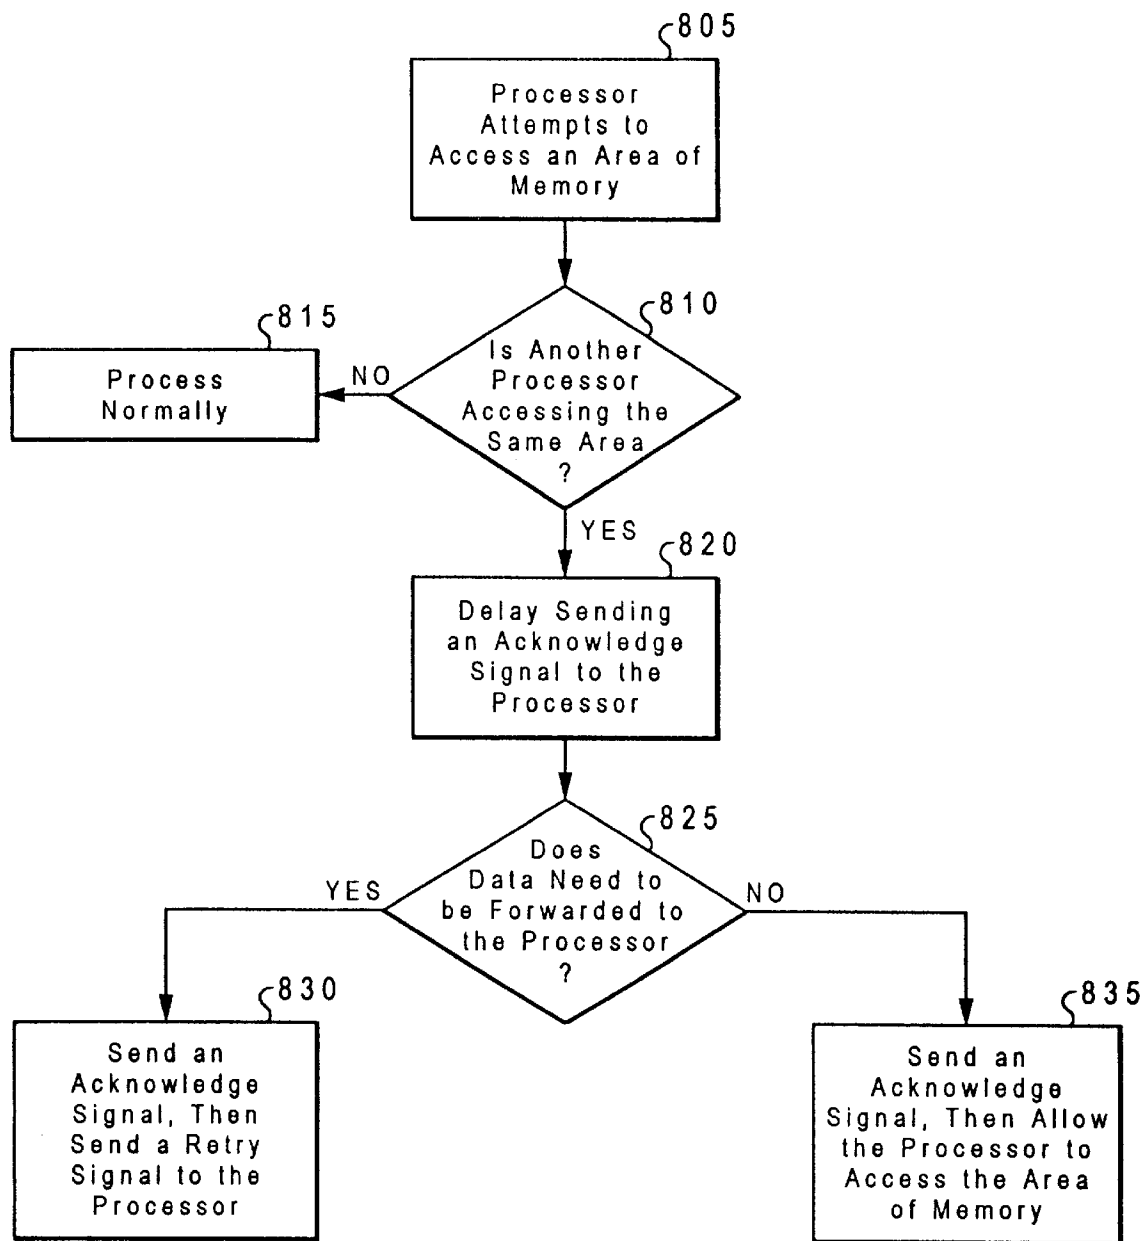 805
Processor
Attempts to
Access an Area of
Memory
810
Is Another
Processor
Accessing the
Same Area
?
NO
815
Process
Normally
YES
820
Delay Sending
an Acknowledge
Signal to the
Processor
825
Does
Data Need to
be Forwarded to
the Processor
?
YES
NO
830
Send an
Acknowledge
Signal, Then
Send a Retry
Signal to the
Processor
835
Send an
Acknowledge
Signal, Then Allow
the Processor to
Access the Area
of Memory